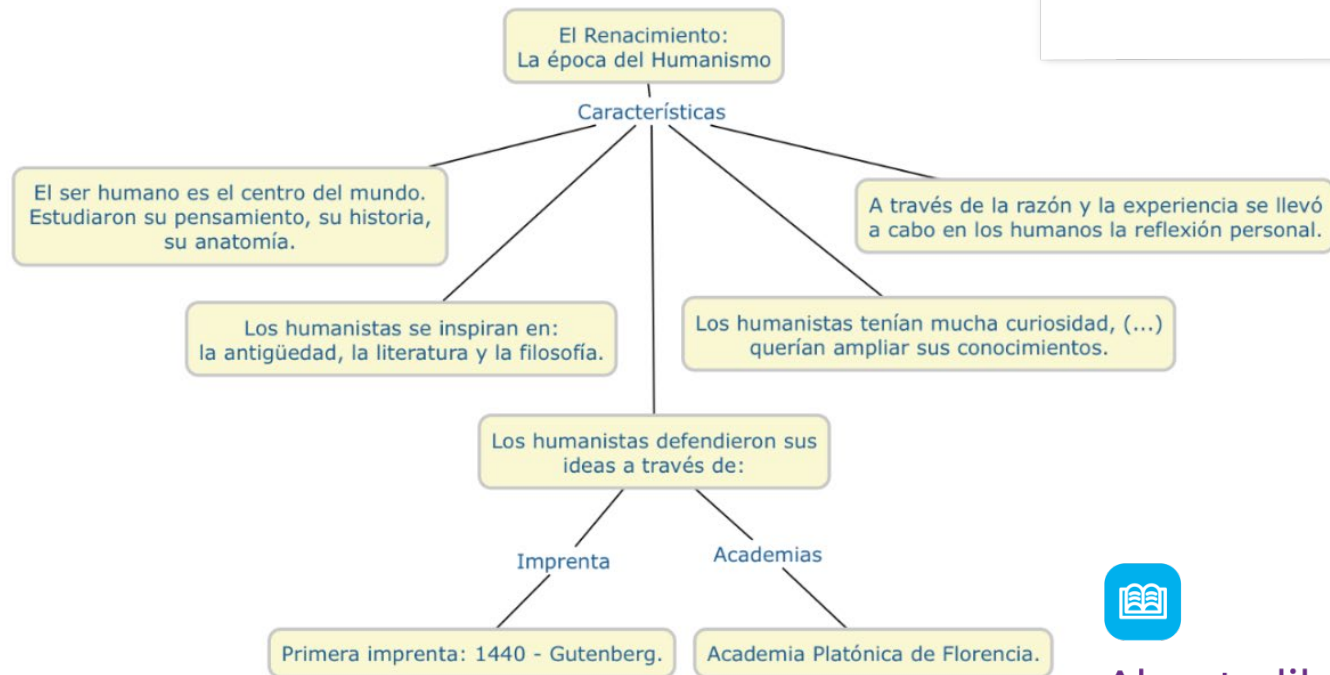 El Renacimiento:
La época del Humanismo
Características
El ser humano es el centro del mundo.
Estudiaron su pensamiento, su historia,
su anatomía.
A través de la razón y la experiencia se llevó
a cabo en los humanos la reflexión personal.
Los humanistas se inspiran en:
la antigüedad, la literatura y la filosofía.
Los humanistas tenían mucha curiosidad, (...)
querían ampliar sus conocimientos.
Los humanistas defendieron sus
ideas a través de:
Imprenta
Academias
Primera imprenta: 1440 - Gutenberg.
Academia Platónica de Florencia.